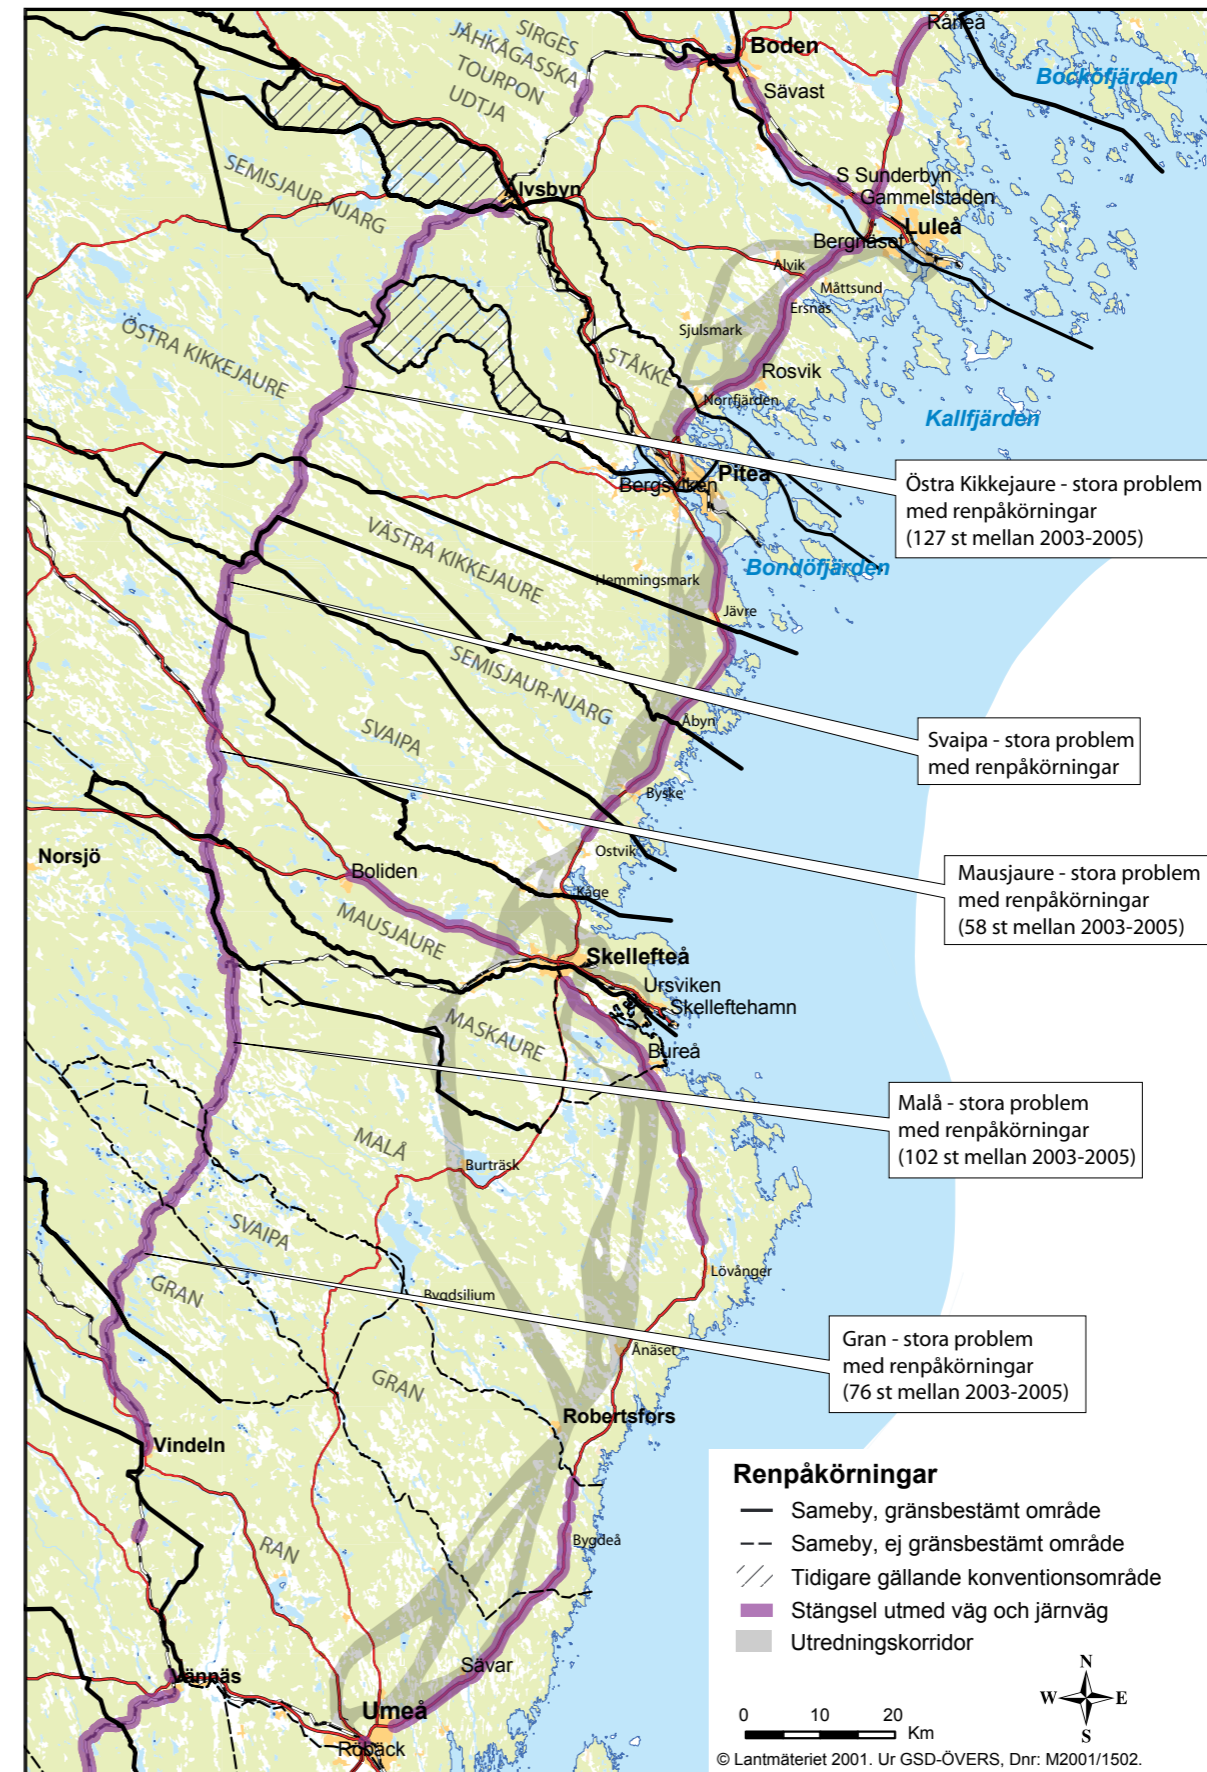 Råneå
SIRGES
JÅHKÅGASSKA
TOURPON
UDTJA
Boden
Bocköfjärden
Sävast
SEMISJAUR-NJARG
Älvsbyn
S Sunderbyn
Gammelstaden
Luleå
Bergnäset
Alvik
Måttsund
Ersnäs
ÖSTRA KIKKEJAURE
Sjulsmark
STÅKKE
Rosvik
Norrfjärden
Kallfjärden
Piteå
Bergsviken
Östra Kikkejaure - stora problem
med renpåkörningar
(127 st mellan 2003-2005)
VÄSTRA KIKKEJAURE
Hemmingsmark
Bondöfjärden
Jävre
SEMISJAUR-NJARG
SVAIPA
Åbyn
Svaipa - stora problem
med renpåkörningar
Byske
Norsjö
Ostvik
Boliden
Kåge
Mausjaure - stora problem
med renpåkörningar
(58 st mellan 2003-2005)
MAUSJAURE
Skellefteå
Ursviken
Skelleftehamn
MASKAURE
Bureå
MALÅ
Malå - stora problem
med renpåkörningar
(102 st mellan 2003-2005)
Burträsk
SVAIPA
Lövånger
GRAN
Bygdsilium
Gran - stora problem
med renpåkörningar
(76 st mellan 2003-2005)
Ånäset
GRAN
Robertsfors
Vindeln
RAN
Bygdeå
Sävar
Vännäs
Umeå
Röbäck
Renpåkörningar
Sameby, gränsbestämt område
Sameby, ej gränsbestämt område
Tidigare gällande konventionsområde
Stängsel utmed väg och järnväg
Utredningskorridor
N
W E
S
0 10 20
Km
© Lantmäteriet 2001. Ur GSD-ÖVERS, Dnr: M2001/1502.